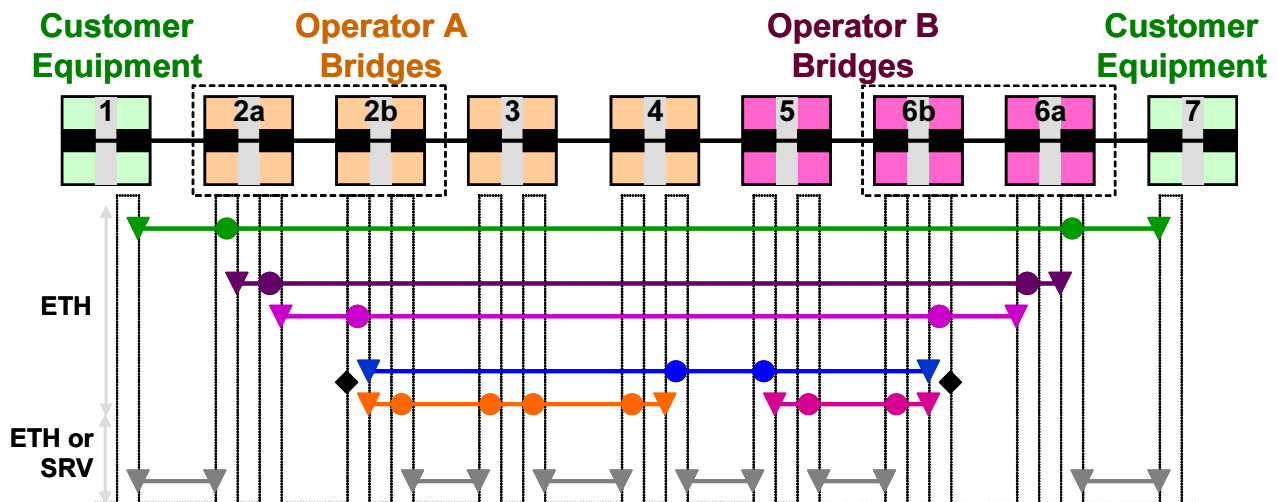 Customer
Equipment
Operator A
Bridges
Operator B
Bridges
Customer
Equipment
1
2a
2b
3
4
5
6b
6a
7
ETH
ETH or
SRV